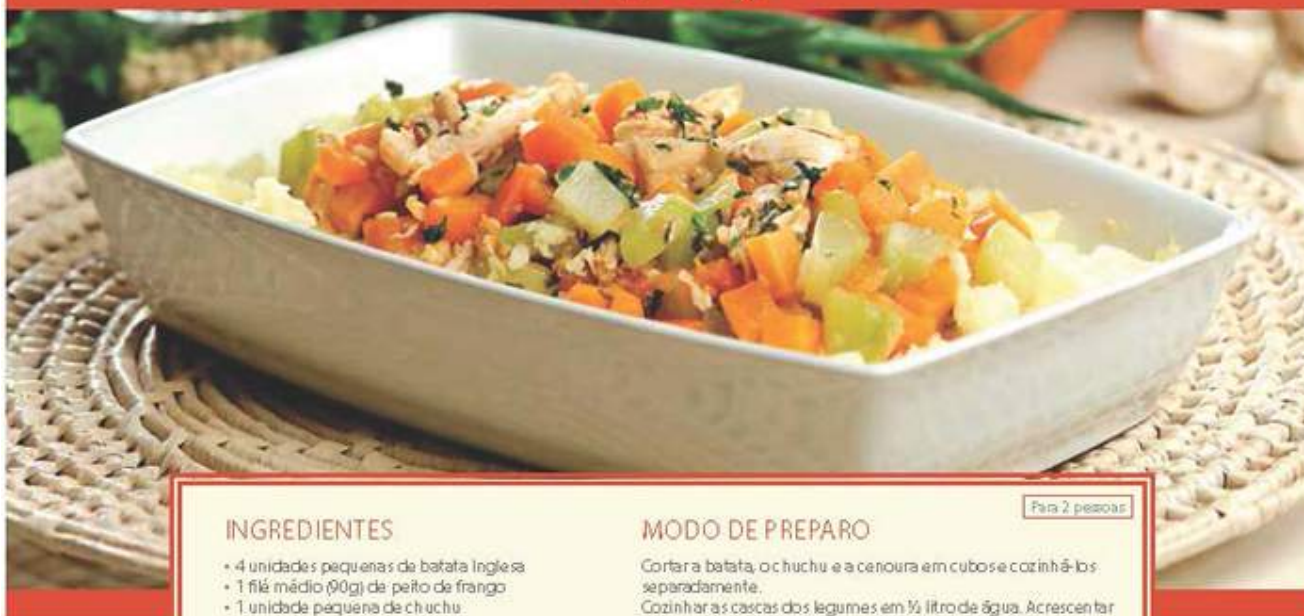 Para 2 pessoas
INGREDIENTES
• 4 unidades pequenas de batata inglesa
• 1 filé médio (90g) de peito de frango
• 1 unidade pequena de chuchu
MODO DE PREPARO
Cortar a batata, o chuchu e a cenoura em cubos e cozinhá-los
separadamente.
Cozinhar as cascas dos legumes em ½ litro de água. Acrescentar